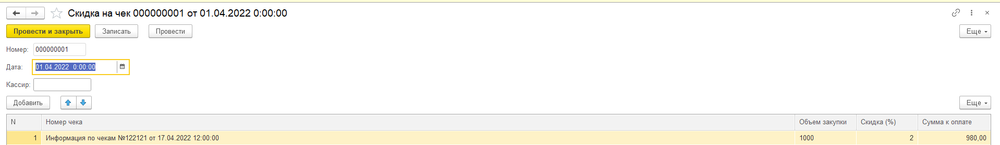 Скидка на чек 000000001 от 01.04.2022 0:00:00
Провести и закрыть Записать Провести Еще
Номер: 000000001
Дата: 01.04.2022 0:00:00
Кассир:
Добавить Еще
N Номер чека Объем закупки Скидка (%) Сумма к оплате
1 Информация по чекам №122121 от 17.04.2022 12:00:00 1000 2 980,00